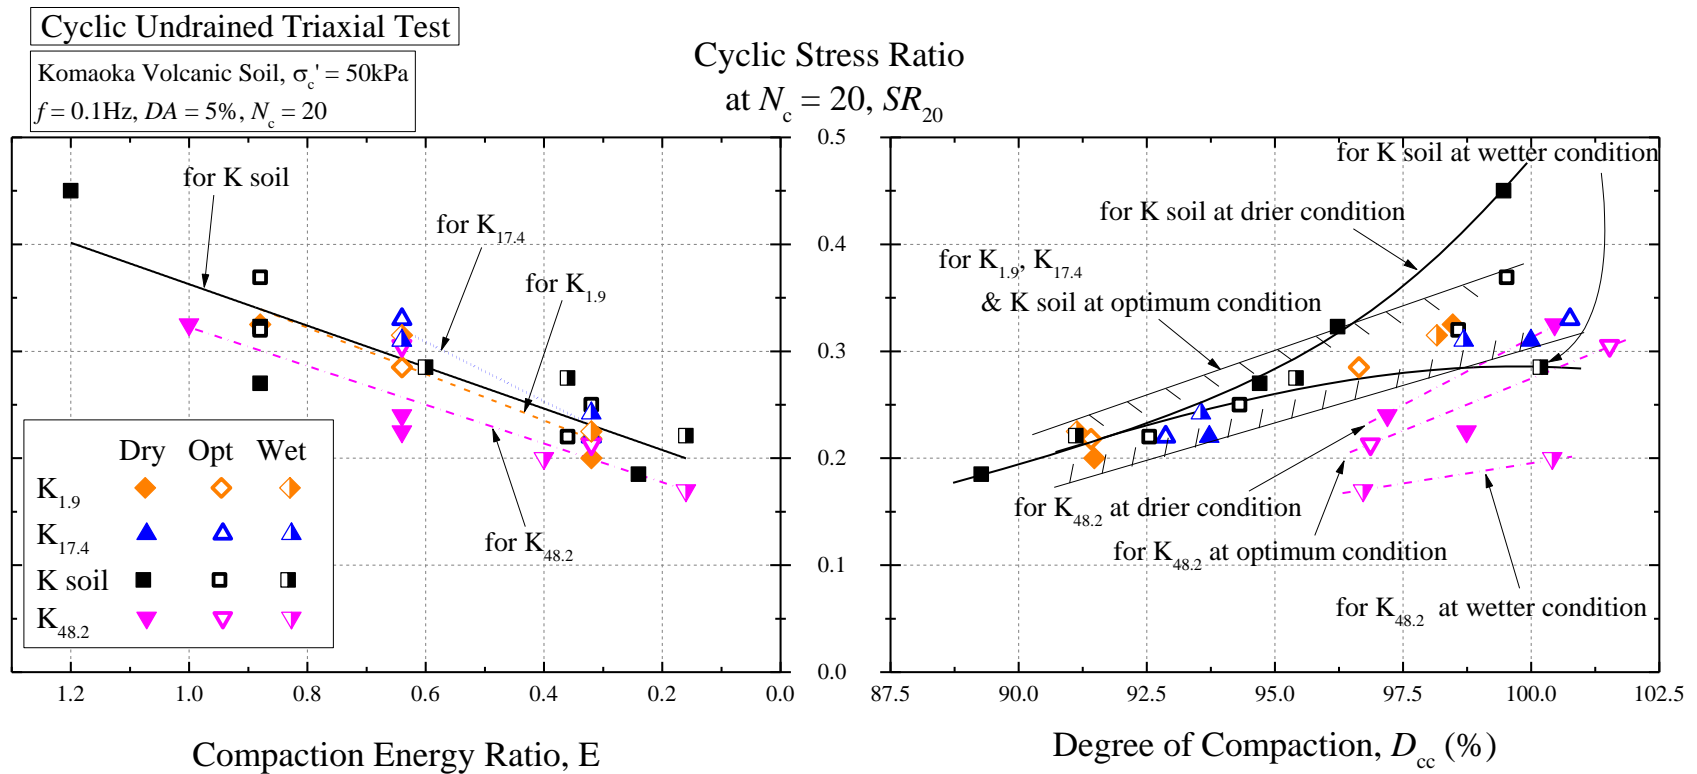 Cyclic Undrained Triaxial Test
Komaoka Volcanic Soil, σc' = 50kPa
f = 0.1Hz, DA = 5%, Nc = 20
Cyclic Stress Ratio
at Nc = 20, SR20
for K soil
for K17.4
for K1.9
for K48.2
Dry Opt Wet
K1.9
K17.4
K soil
K48.2
1.2 1.0 0.8 0.6 0.4 0.2 0.0
Compaction Energy Ratio, E
0.5
0.4
0.3
0.2
0.1
0.0
for K soil at wetter condition
for K soil at drier condition
for K1.9, K17.4
& K soil at optimum condition
for K48.2 at drier condition
for K48.2 at optimum condition
for K48.2 at wetter condition
87.5 90.0 92.5 95.0 97.5 100.0 102.5
Degree of Compaction, Dcc (%)